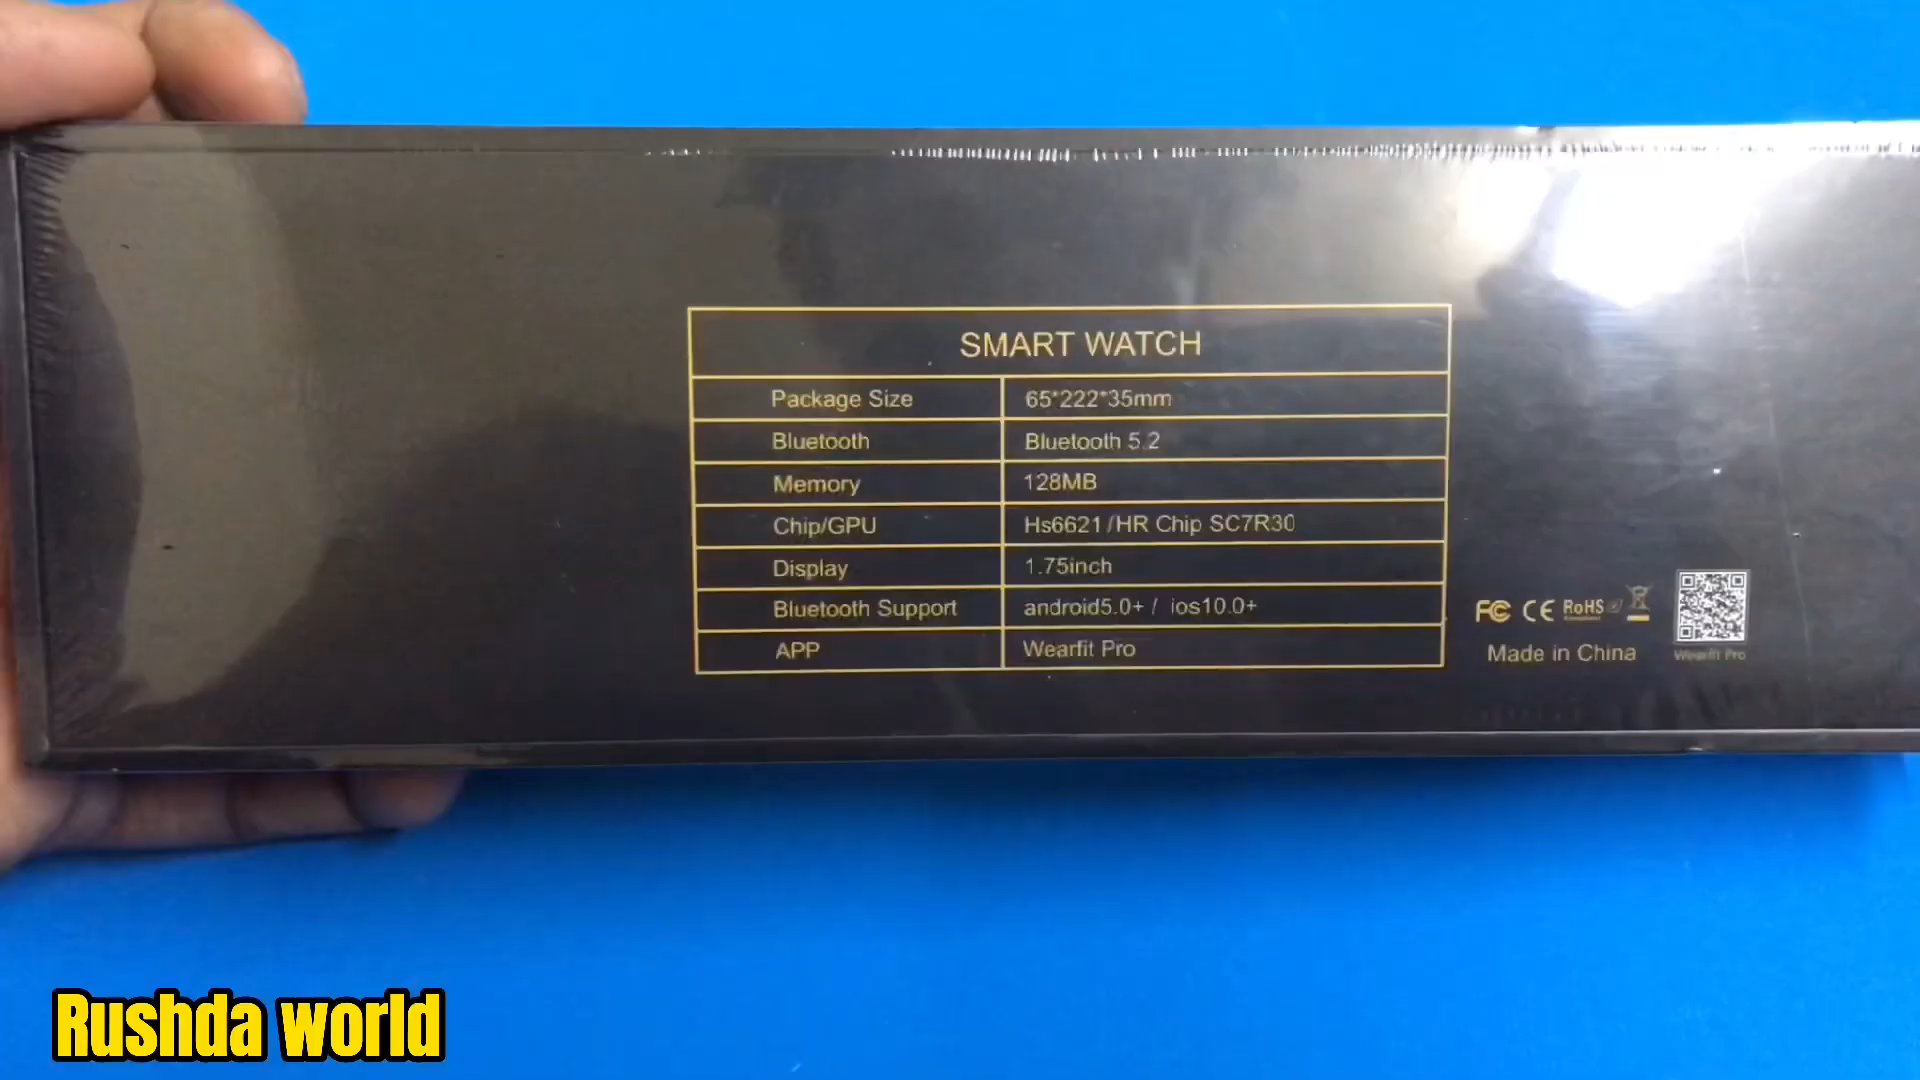 SMART WATCH
Package Size 65*222*35mm
Bluetooth Bluetooth 5.2
Memory 128MB
Chip/GPU Hs6621/HR Chip SC7R30
Display 1.75inch
Bluetooth Support android5.0+ / ios10.0+
APP Wearfit Pro
FC CE RoHS
Made in China
Wearfit Pro
Rushda world